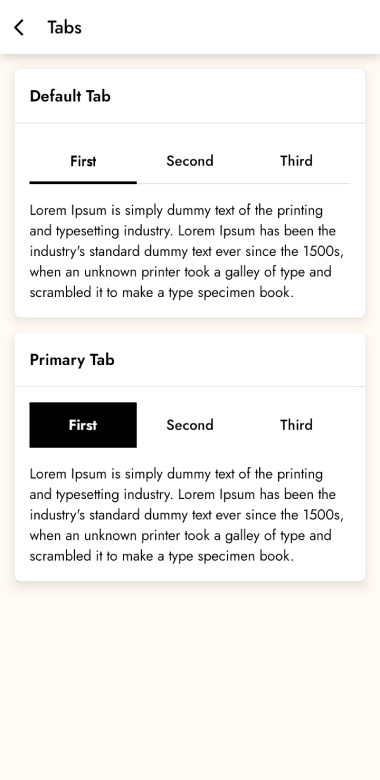 Tabs
Default Tab
First Second Third
Lorem Ipsum is simply dummy text of the printing
and typesetting industry. Lorem Ipsum has been the
industry's standard dummy text ever since the 1500s,
when an unknown printer took a galley of type and
scrambled it to make a type specimen book.
Primary Tab
First Second Third
Lorem Ipsum is simply dummy text of the printing
and typesetting industry. Lorem Ipsum has been the
industry's standard dummy text ever since the 1500s,
when an unknown printer took a galley of type and
scrambled it to make a type specimen book.